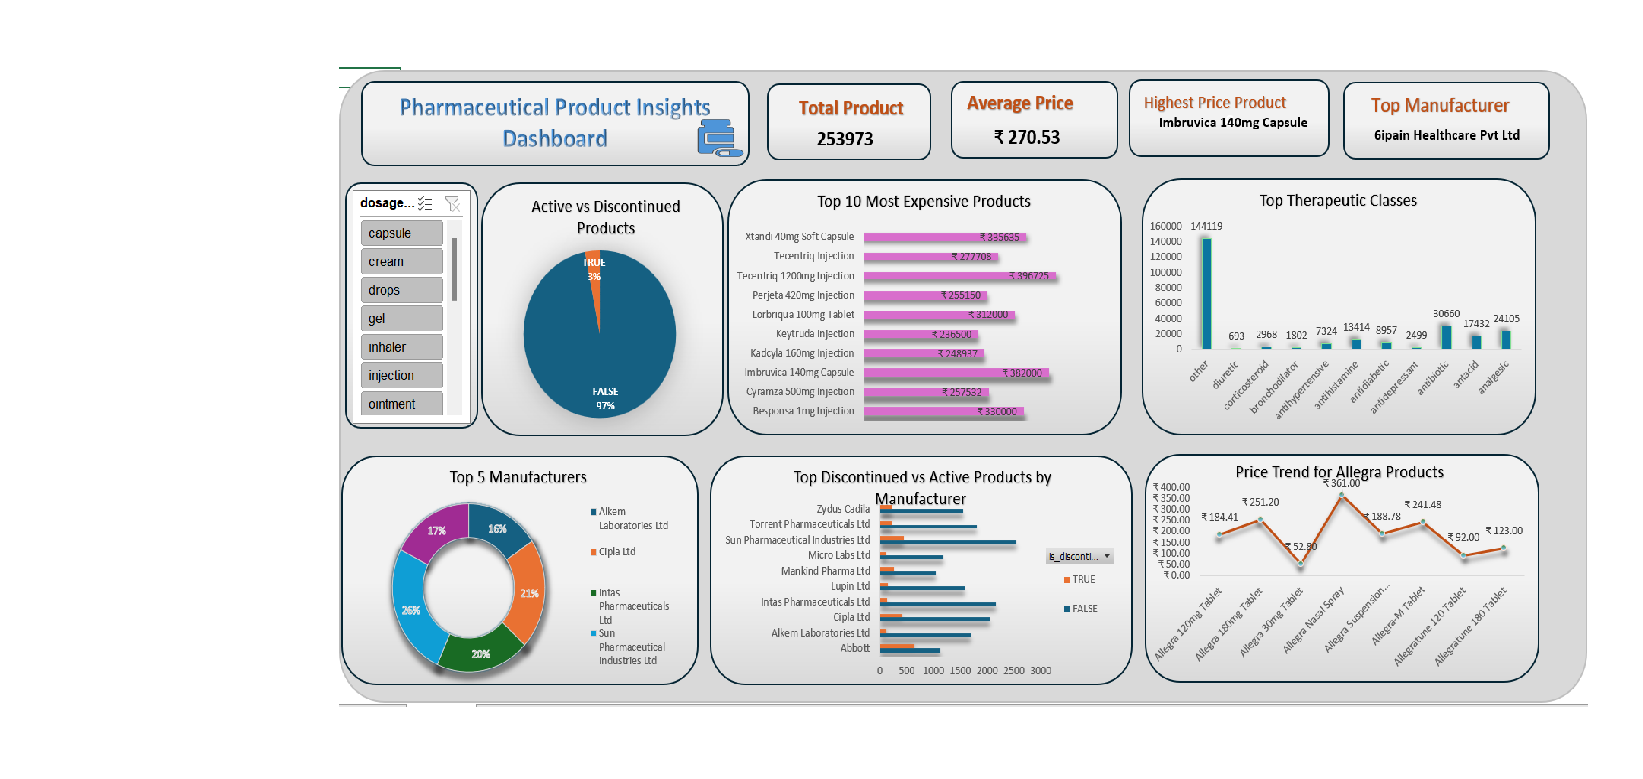 Pharmaceutical Product Insights
Dashboard
Total Product
253973
Average Price
₹ 270.53
Highest Price Product
Imbruvica 140mg Capsule
Top Manufacturer
6ipain Healthcare Pvt Ltd
dosage...
capsule
cream
drops
gel
inhaler
injection
ointment
Active vs Discontinued
Products
TRUE
3%
FALSE
97%
Top 10 Most Expensive Products
Xtandi 40mg Soft Capsule ₹ 335635
Tecentriq Injection ₹ 277708
Tecentriq 1200mg Injection ₹ 396725
Perjeta 420mg Injection ₹ 255150
Lorbriqua 100mg Tablet ₹ 312000
Keytruda Injection ₹ 236500
Kadcyla 160mg Injection ₹ 248937
Imbruvica 140mg Capsule ₹ 382000
Cyramza 500mg Injection ₹ 257532
Besponsa 1mg Injection ₹ 330000
Top Therapeutic Classes
160000
140000
120000
100000
80000
60000
40000
20000
0
144119 693 2968 1802 7324 13414 8957 2499 30660 17432 24105
other
diuretic
corticosteroid
bronchodilator
antihypertensive
antihistamine
antidiabetic
antidepressant
antibiotic
antacid
analgesic
Top 5 Manufacturers
17%
16%
26%
21%
20%
Alkem
Laboratories Ltd
Cipla Ltd
Intas
Pharmaceuticals
Ltd
Sun
Pharmaceutical
Industries Ltd
Top Discontinued vs Active Products by
Manufacturer
Zydus Cadila
Torrent Pharmaceuticals Ltd
Sun Pharmaceutical Industries Ltd
Micro Labs Ltd
Mankind Pharma Ltd
Lupin Ltd
Intas Pharmaceuticals Ltd
Cipla Ltd
Alkem Laboratories Ltd
Abbott
0 500 1000 1500 2000 2500 3000
is_disconti...
TRUE
FALSE
Price Trend for Allegra Products
₹ 400.00
₹ 350.00
₹ 300.00
₹ 250.00
₹ 200.00
₹ 150.00
₹ 100.00
₹ 50.00
₹ 0.00
₹ 184.41
₹ 251.20
₹ 52.80
₹ 361.00
₹ 188.78
₹ 241.48
₹ 92.00
₹ 123.00
Allegra 120mg Tablet
Allegra 180mg Tablet
Allegra 30mg Tablet
Allegra Nasal Spray
Allegra Suspension...
Allegra-M Tablet
Allegratune 120 Tablet
Allegratune 180 Tablet